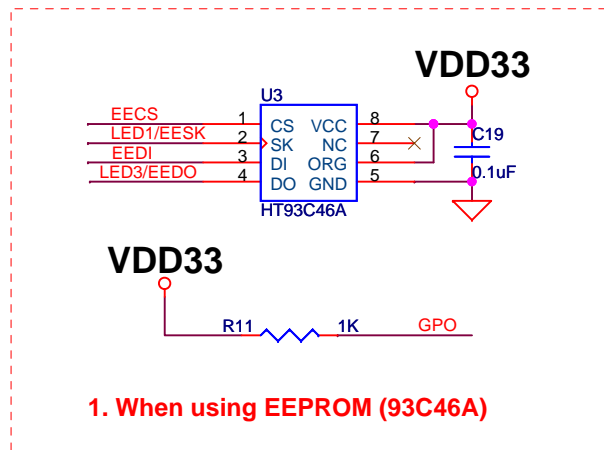 VDD33
U3
EECS 1 CS VCC 8
LED1/EESK 2 SK NC 7
EEDI 3 DI ORG 6
LED3/EEDO 4 DO GND 5
HT93C46A
C19
0.1uF
VDD33
R11 1K GPO
1. When using EEPROM (93C46A)